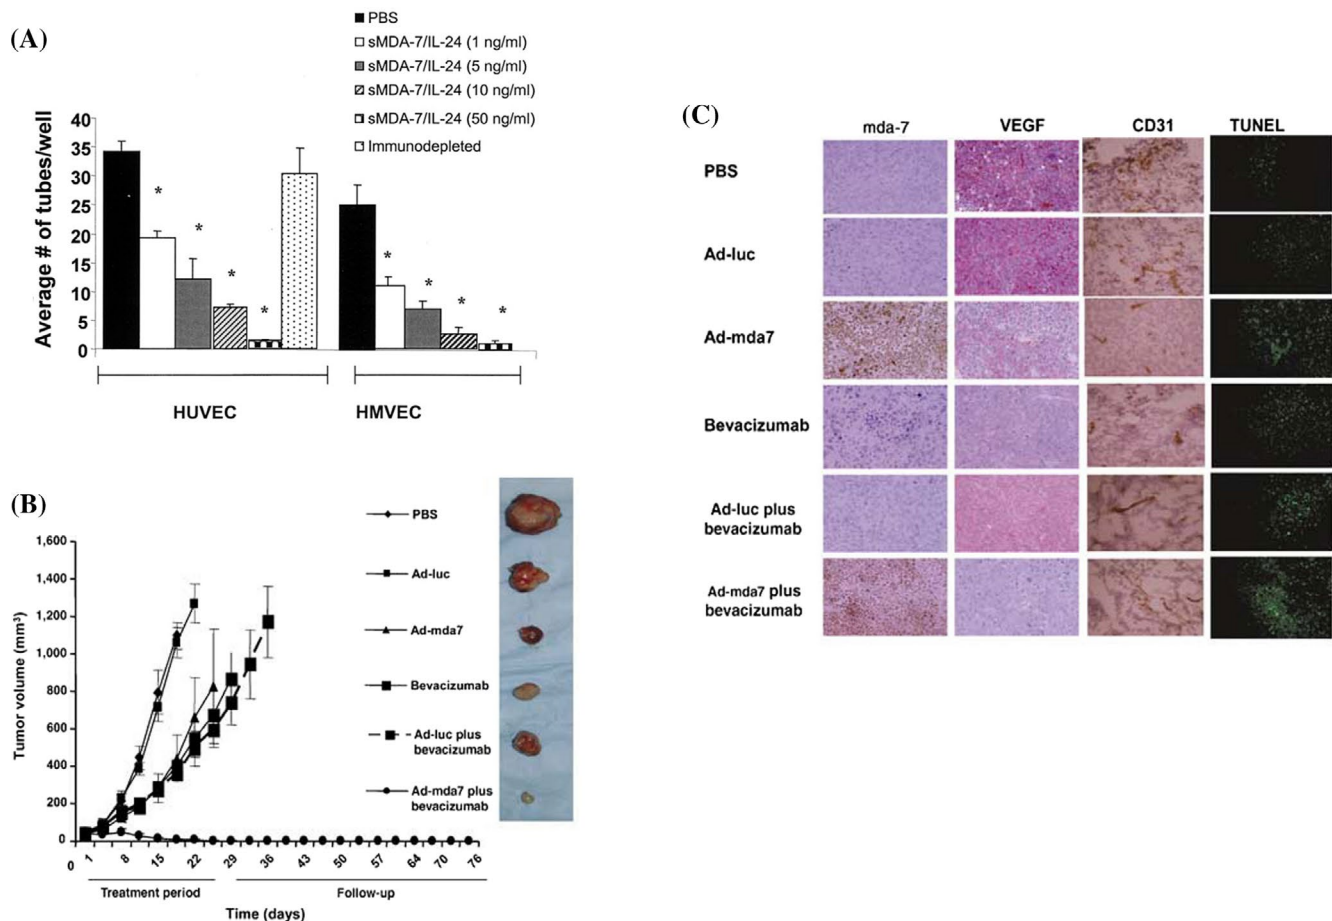 (A)
PBS
sMDA-7/IL-24 (1 ng/ml)
sMDA-7/IL-24 (5 ng/ml)
sMDA-7/IL-24 (10 ng/ml)
sMDA-7/IL-24 (50 ng/ml)
Immunodepleted
Average # of tubes/well
40
35
30
25
20
15
10
5
0
* * * * * * * *
HUVEC HMVEC
(B)
PBS
Ad-luc
Ad-mda7
Bevacizumab
Ad-luc plus
bevacizumab
Ad-mda7 plus
bevacizumab
Tumor volume (mm³)
1,600
1,400
1,200
1,000
800
600
400
200
0
0 1 8 15 22 29 36 43 50 57 64 70 76
Treatment period Follow-up
Time (days)
(C)
mda-7 VEGF CD31 TUNEL
PBS
Ad-luc
Ad-mda7
Bevacizumab
Ad-luc plus
bevacizumab
Ad-mda7 plus
bevacizumab